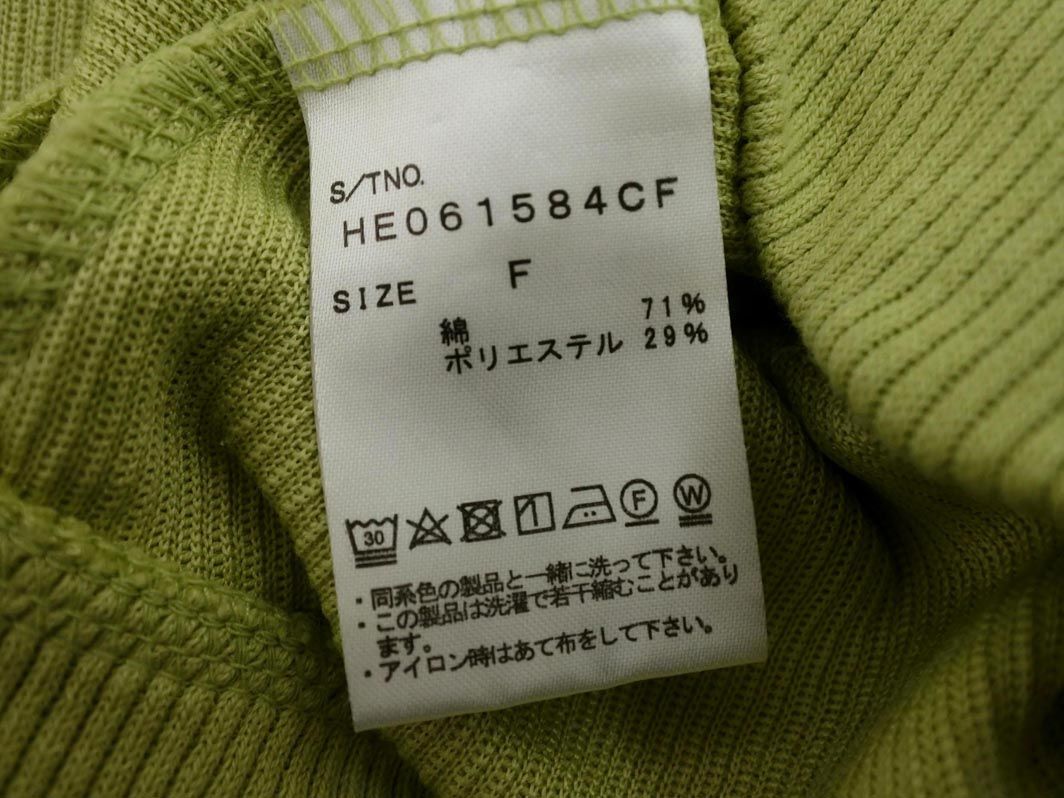 S/TNO.
HE061584CF
SIZE F
綿 71%
ポリエステル 29%
30 F W
・同系色の製品と一緒に洗って下さい。
・この製品は洗濯で若干縮むことがあり
ます。
・アイロン時はあて布をして下さい。